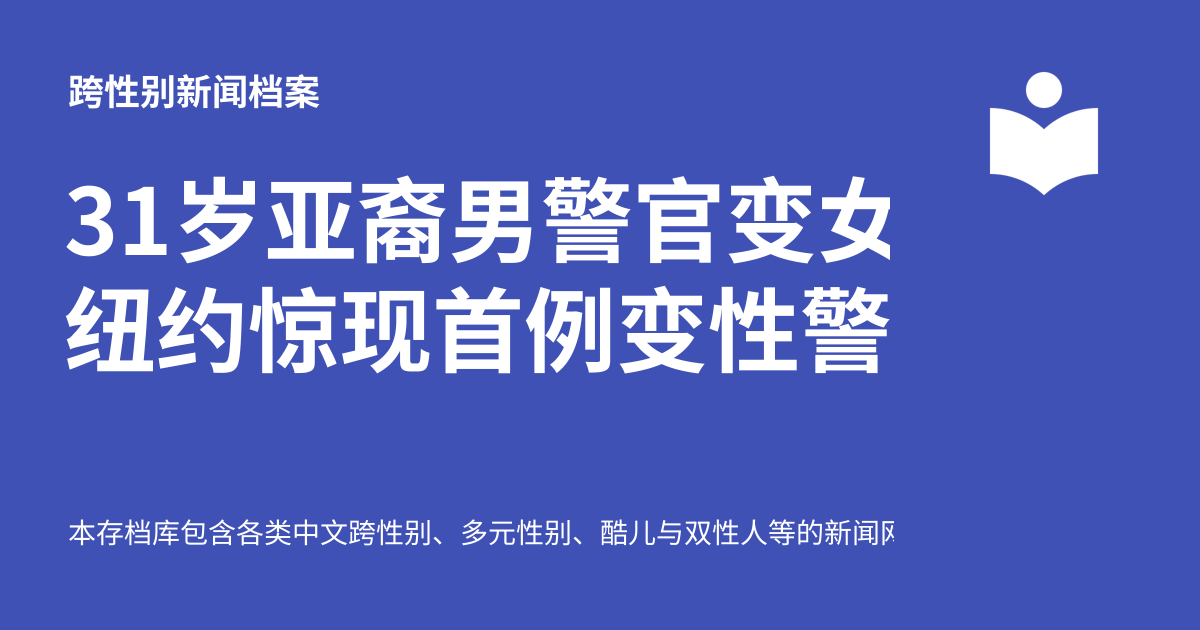 跨性别新闻档案
31岁亚裔男警官变女
纽约惊现首例变性警
本存档库包含各类中文跨性别、多元性别、酷儿与双性人等的新闻